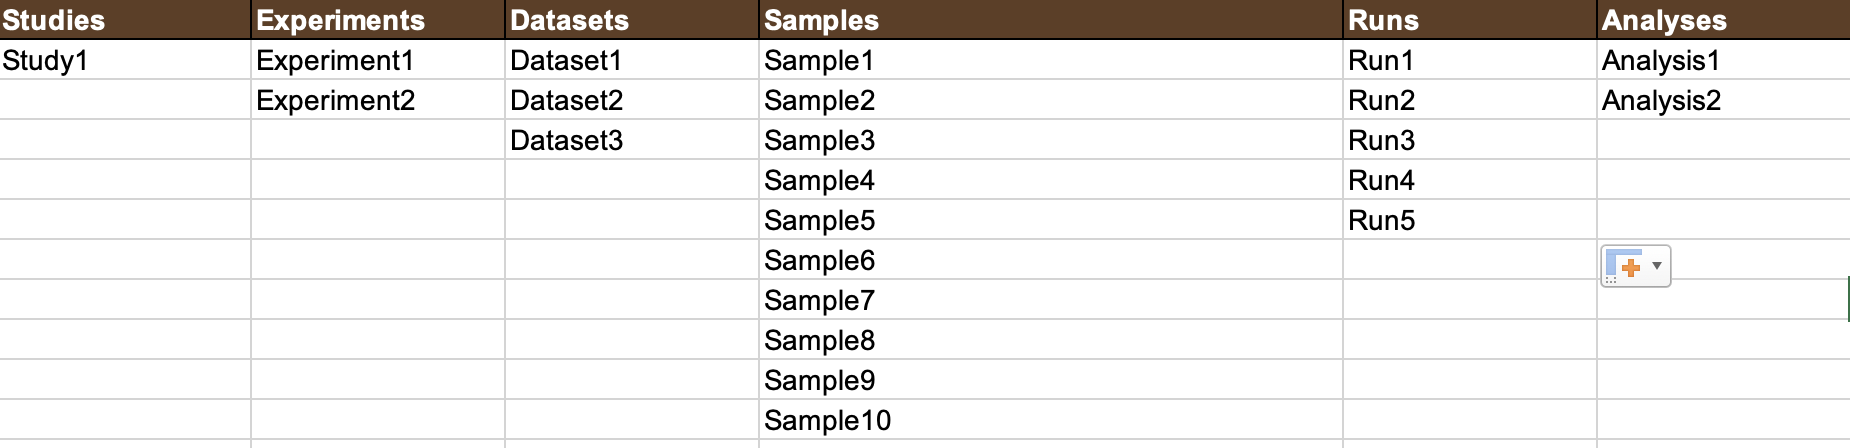 Studies Experiments Datasets Samples Runs Analyses
Study1 Experiment1 Dataset1 Sample1 Run1 Analysis1
Experiment2 Dataset2 Sample2 Run2 Analysis2
Dataset3 Sample3 Run3
Sample4 Run4
Sample5 Run5
Sample6
Sample7
Sample8
Sample9
Sample10